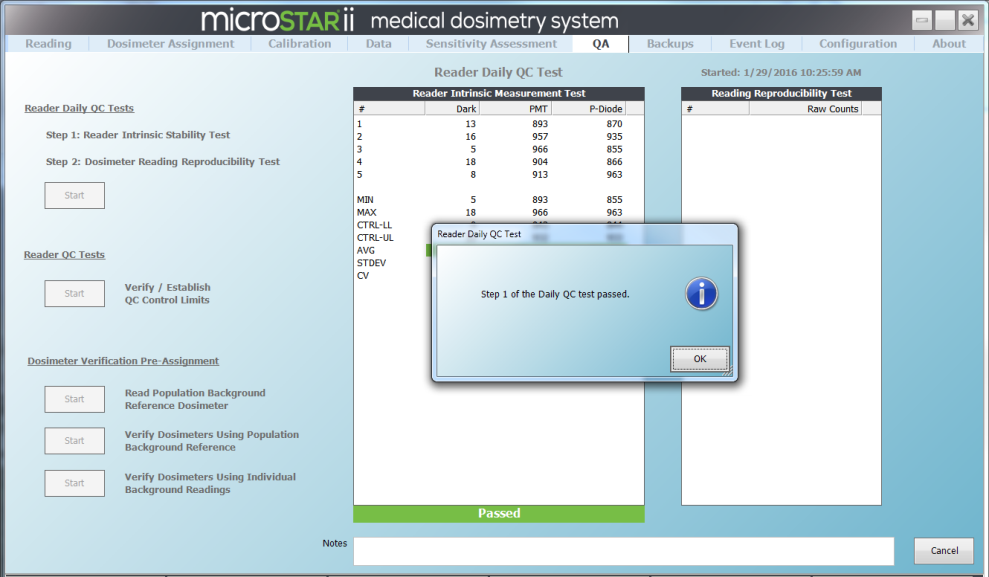 microSTARii medical dosimetry system
Reading Dosimeter Assignment Calibration Data Sensitivity Assessment QA Backups Event Log Configuration About
Reader Daily QC Test
Started: 1/29/2016 10:25:59 AM
Reader Daily QC Tests
Step 1: Reader Intrinsic Stability Test
Step 2: Dosimeter Reading Reproducibility Test
Start
Reader QC Tests
Start
Verify / Establish
QC Control Limits
Dosimeter Verification Pre-Assignment
Start
Read Population Background
Reference Dosimeter
Start
Verify Dosimeters Using Population
Background Reference
Start
Verify Dosimeters Using Individual
Background Readings
Reader Intrinsic Measurement Test
# Dark PMT P-Diode
1 13 893 870
2 16 957 935
3 5 966 855
4 18 904 866
5 8 913 963
MIN 5 893 855
MAX 18 966 963
CTRL-LL
CTRL-UL
AVG
STDEV
CV
Passed
Reading Reproducibility Test
# Raw Counts
Reader Daily QC Test
Step 1 of the Daily QC test passed.
OK
Notes
Cancel